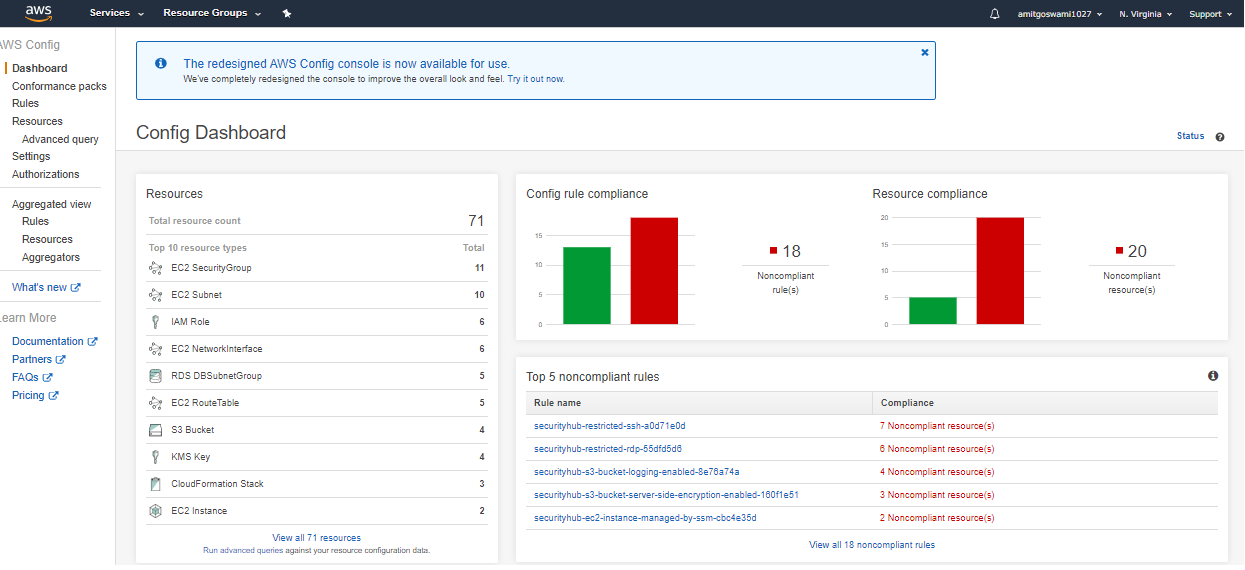 aws
Services
Resource Groups
amitgoswami1027
N. Virginia
Support
AWS Config
Dashboard
Conformance packs
Rules
Resources
Advanced query
Settings
Authorizations
Aggregated view
Rules
Resources
Aggregators
What's new
Learn More
Documentation
Partners
FAQs
Pricing
The redesigned AWS Config console is now available for use.
We've completely redesigned the console to improve the overall look and feel. Try it out now.
Config Dashboard
Status
Resources
Total resource count 71
Top 10 resource types Total
EC2 SecurityGroup 11
EC2 Subnet 10
IAM Role 6
EC2 NetworkInterface 6
RDS DBSubnetGroup 5
EC2 RouteTable 5
S3 Bucket 4
KMS Key 4
CloudFormation Stack 3
EC2 Instance 2
View all 71 resources
Run advanced queries against your resource configuration data.
Config rule compliance
15
10
5
0
18
Noncompliant
rule(s)
Resource compliance
20
15
10
5
0
20
Noncompliant
resource(s)
Top 5 noncompliant rules
Rule name Compliance
securityhub-restricted-ssh-a0d71e0d 7 Noncompliant resource(s)
securityhub-restricted-rdp-55dfd5d6 6 Noncompliant resource(s)
securityhub-s3-bucket-logging-enabled-8e76a74a 4 Noncompliant resource(s)
securityhub-s3-bucket-server-side-encryption-enabled-160f1e51 3 Noncompliant resource(s)
securityhub-ec2-instance-managed-by-ssm-cbc4e35d 2 Noncompliant resource(s)
View all 18 noncompliant rules